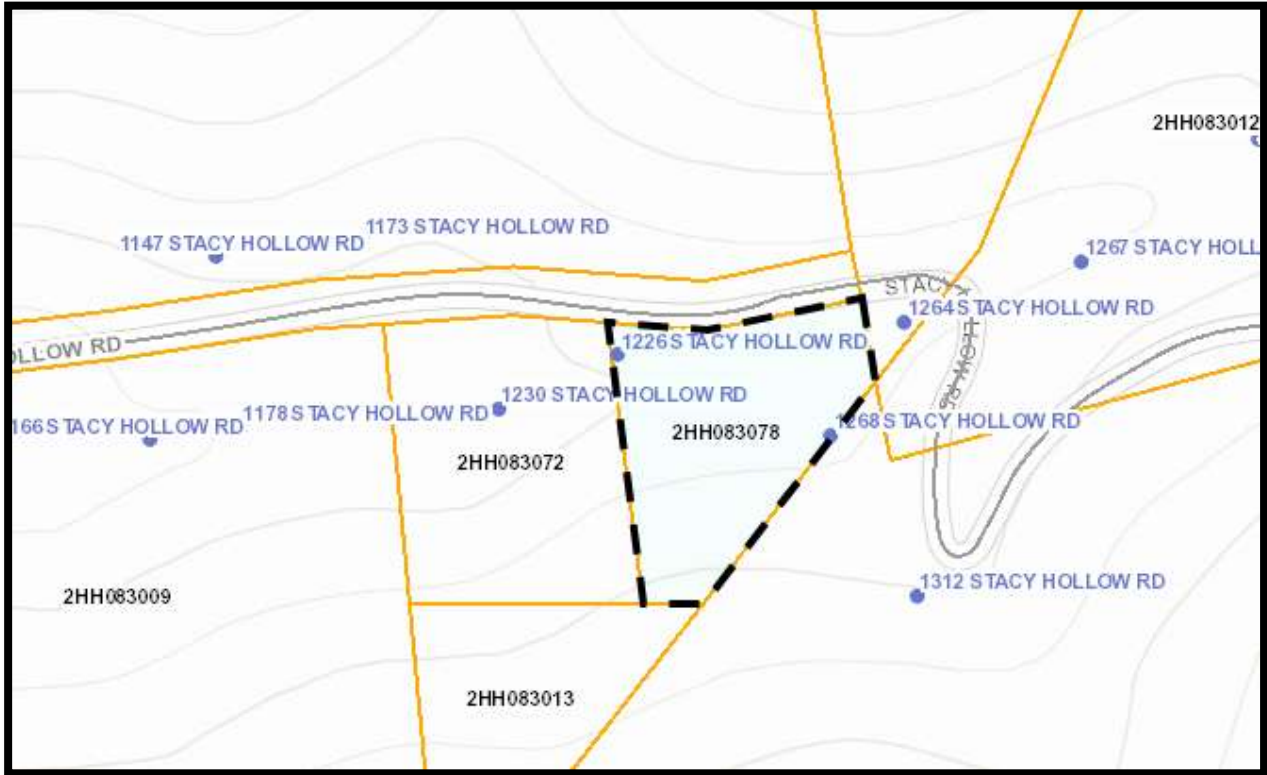 2HH083012
1173 STACY HOLLOW RD
1147 STACY HOLLOW RD
1267 STACY HOLL
STACY
1264 STACY HOLLOW RD
1226 STACY HOLLOW RD
OLLOW RD
LLOW RD
1230 STACY HOLLOW RD
1178 STACY HOLLOW RD
166 STACY HOLLOW RD
1268 STACY HOLLOW RD
2HH083078
2HH083072
1312 STACY HOLLOW RD
2HH083009
2HH083013